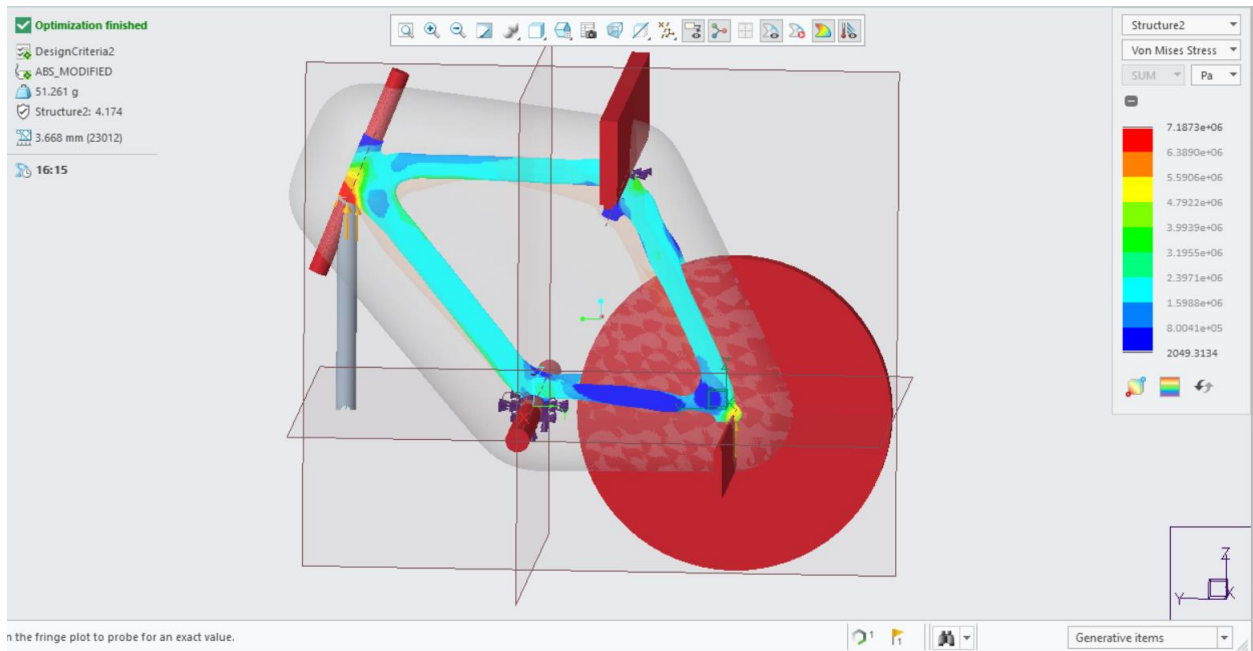 Optimization finished
DesignCriteria2
ABS_MODIFIED
51.261 g
Structure2: 4.174
3.668 mm (23012)
16:15
Structure2
Von Mises Stress
SUM
Pa
7.1873e+06
6.3890e+06
5.5906e+06
4.7922e+06
3.9939e+06
3.1955e+06
2.3971e+06
1.5988e+06
8.0041e+05
2049.3134
Z
Y
X
n the fringe plot to probe for an exact value.
1
1
Generative items